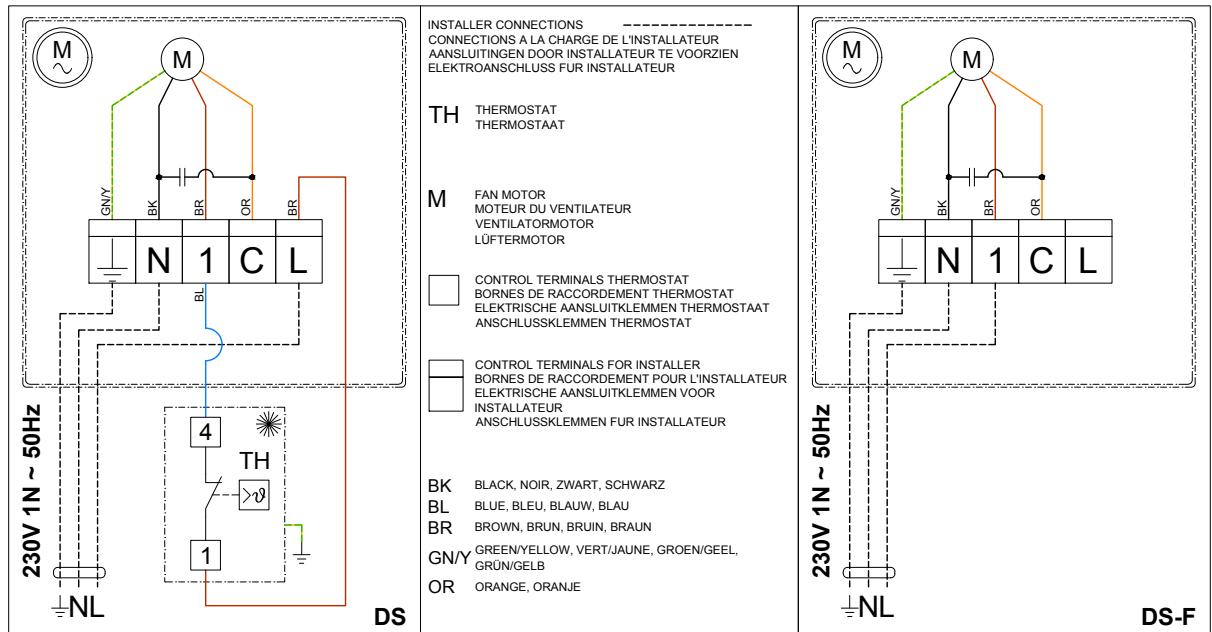 M
M
GN/Y
BK
BR
OR
BR
N 1 C L
BL
4
TH
>ϑ
1
230V 1N ~ 50Hz
NL
DS
INSTALLER CONNECTIONS
CONNECTIONS A LA CHARGE DE L'INSTALLATEUR
AANSLUITINGEN DOOR INSTALLATEUR TE VOORZIEN
ELEKTROANSCHLUSS FUR INSTALLATEUR
TH THERMOSTAT
THERMOSTAAT
M FAN MOTOR
MOTEUR DU VENTILATEUR
VENTILATORMOTOR
LÜFTERMOTOR
CONTROL TERMINALS THERMOSTAT
BORNES DE RACCORDEMENT THERMOSTAT
ELEKTRISCHE AANSLUITKLEMMEN THERMOSTAAT
ANSCHLUSSKLEMMEN THERMOSTAT
CONTROL TERMINALS FOR INSTALLER
BORNES DE RACCORDEMENT POUR L'INSTALLATEUR
ELEKTRISCHE AANSLUITKLEMMEN VOOR
INSTALLATEUR
ANSCHLUSSKLEMMEN FUR INSTALLATEUR
BK BLACK, NOIR, ZWART, SCHWARZ
BL BLUE, BLEU, BLAUW, BLAU
BR BROWN, BRUN, BRUIN, BRAUN
GN/Y GREEN/YELLOW, VERT/JAUNE, GROEN/GEEL,
GRÜN/GELB
OR ORANGE, ORANJE
M
M
GN/Y
BK
BR
OR
N 1 C L
230V 1N ~ 50Hz
NL
DS-F